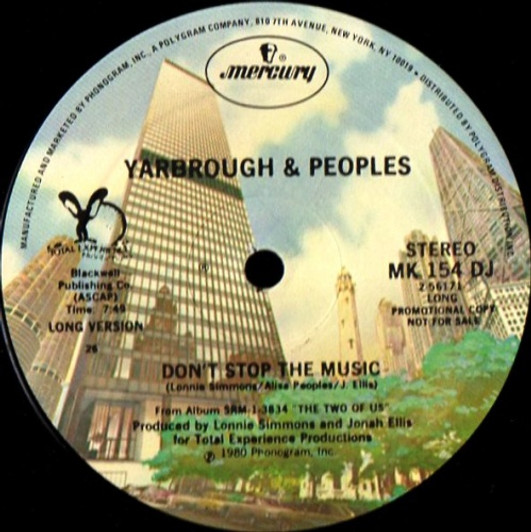 MANUFACTURED AND MARKETED BY PHONOGRAM, INC., A POLYGRAM COMPANY, 810 7TH AVENUE, NEW YORK, NY 10019 • DISTRIBUTED BY POLYGRAM DISTRIBUTION, INC.
mercury
®
YARBROUGH & PEOPLES
TOTAL EXPERIENCE
Blackwell
Publishing Co.
(ASCAP)
Time: 7:49
LONG VERSION
26
STEREO
MK 154 DJ
2-56171
LONG
PROMOTIONAL COPY
NOT FOR SALE
DON'T STOP THE MUSIC
(Lonnie Simmons/Alisa Peoples/J. Ellis)
From Album SRM-1-3834 "THE TWO OF US"
Produced by Lonnie Simmons and Jonah Ellis
for Total Experience Productions
℗ 1980 Phonogram, Inc.